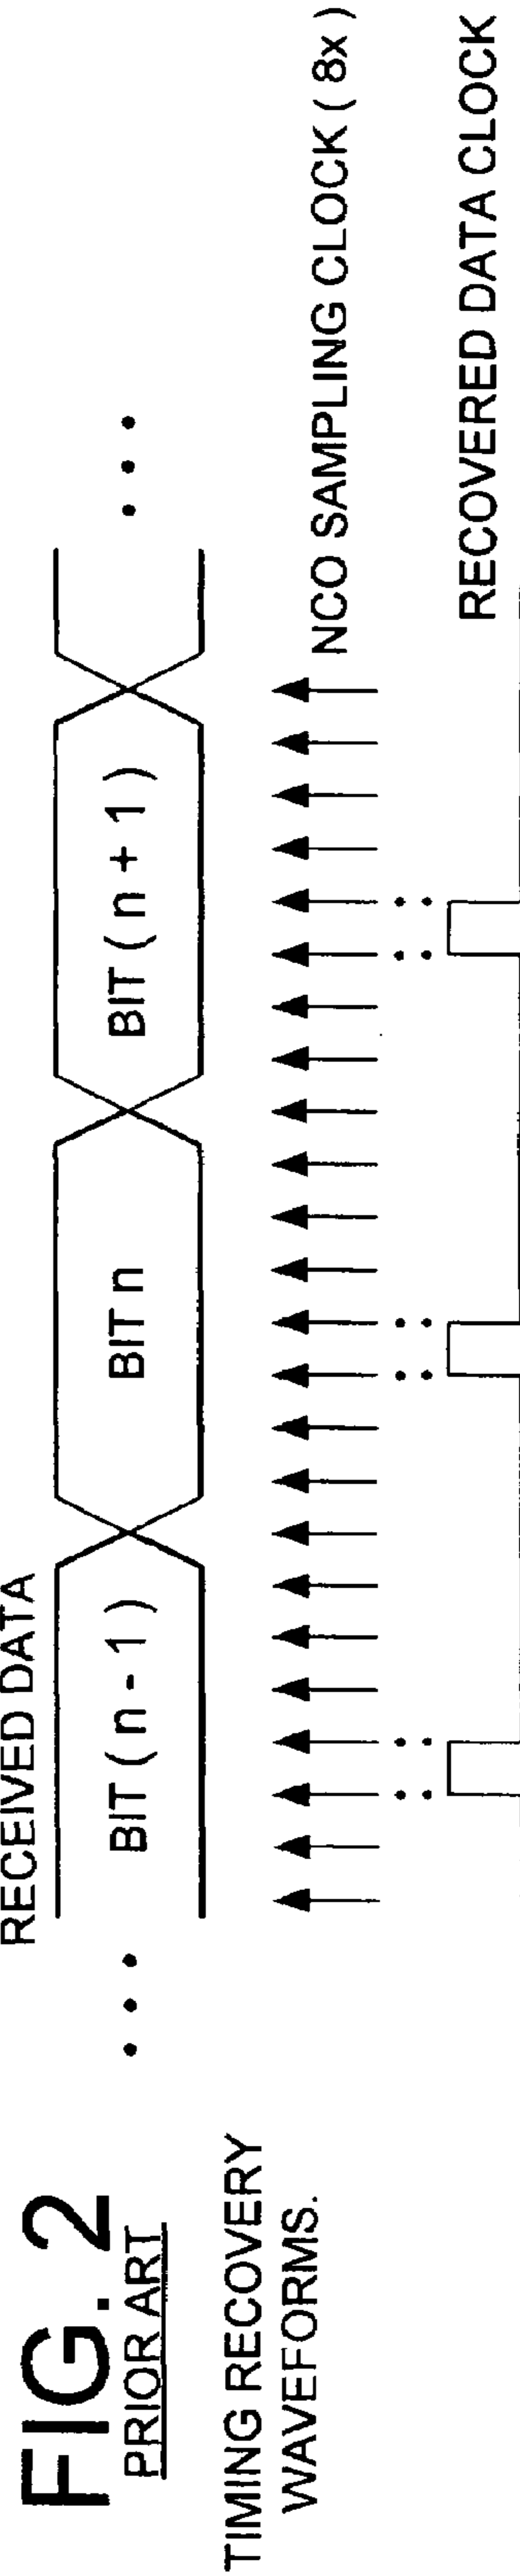 FIG. 2
PRIOR ART
TIMING RECOVERY
WAVEFORMS.
RECEIVED DATA
• • • BIT ( n - 1 ) BIT n BIT ( n + 1 ) • • •
NCO SAMPLING CLOCK ( 8x )
RECOVERED DATA CLOCK